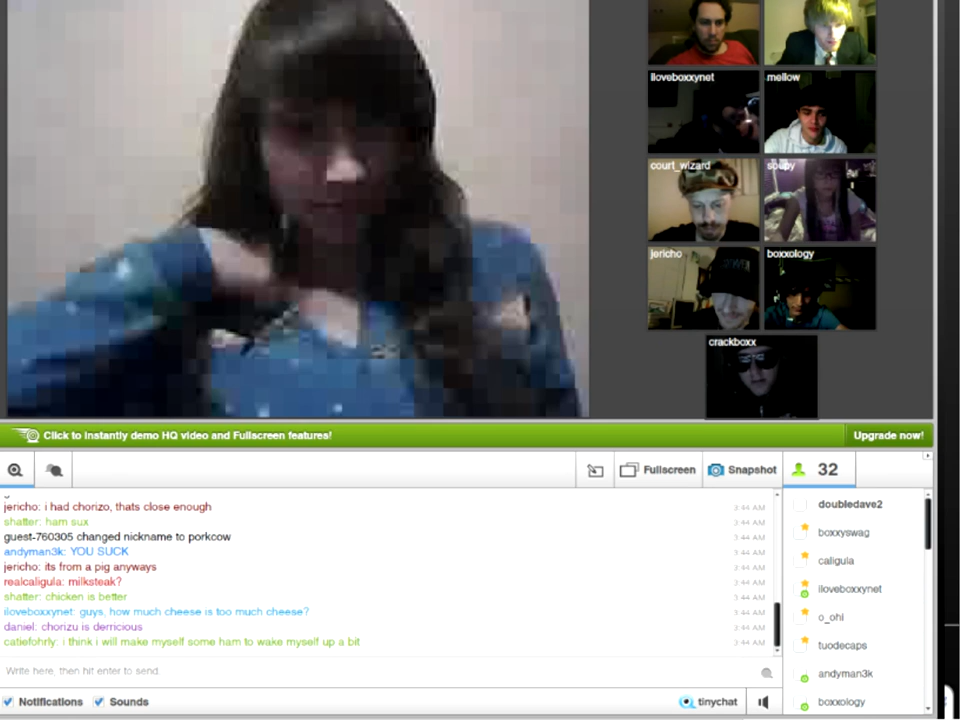 iloveboxxynet
mellow
court_wizard
soupy
jericho
boxxology
crackboxx
Click to instantly demo HQ video and Fullscreen features!
Upgrade now!
Fullscreen
Snapshot
32
jericho: i had chorizo, thats close enough
3:44 AM
shatter: ham sux
3:44 AM
guest-760305 changed nickname to porkcow
3:44 AM
andyman3k: YOU SUCK
3:44 AM
jericho: its from a pig anyways
3:44 AM
realcaligula: milksteak?
3:44 AM
shatter: chicken is better
3:44 AM
iloveboxxynet: guys, how much cheese is too much cheese?
3:44 AM
daniel: chorizu is derricious
3:44 AM
catiefohrly: i think i will make myself some ham to wake myself up a bit
3:44 AM
doubledave2
boxxyswag
caligula
iloveboxxynet
o_ohi
tuodecaps
andyman3k
boxxology
Write here, then hit enter to send.
Notifications
Sounds
tinychat